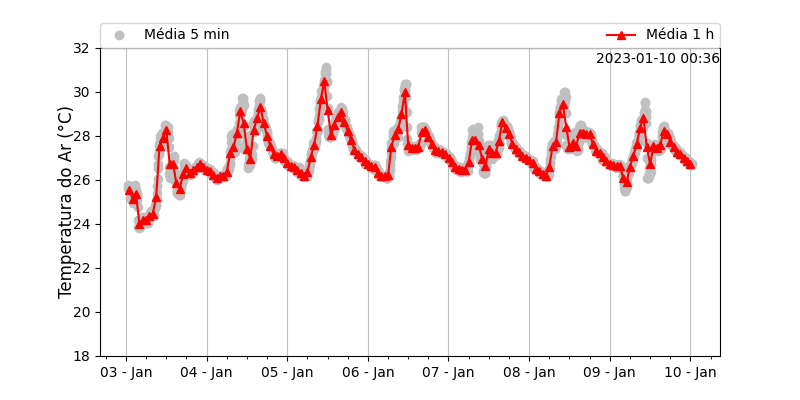 Média 5 min
Média 1 h
2023-01-10 00:36
Temperatura do Ar (°C)
32
30
28
26
24
22
20
18
03 - Jan
04 - Jan
05 - Jan
06 - Jan
07 - Jan
08 - Jan
09 - Jan
10 - Jan